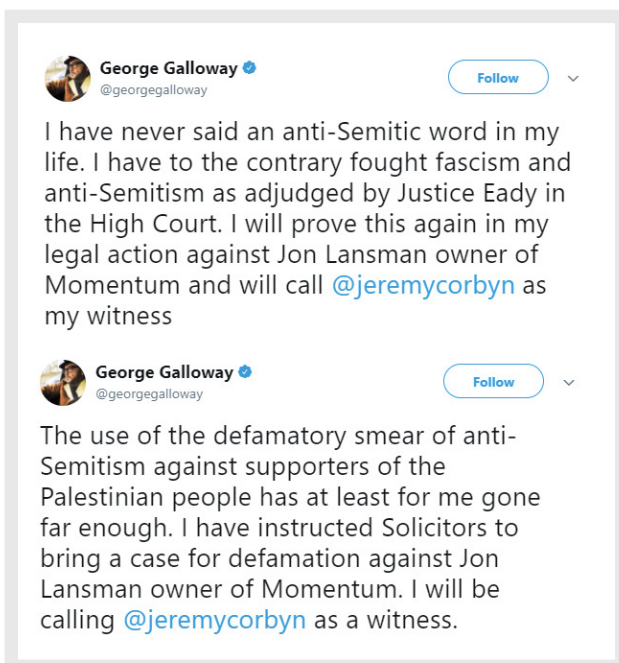 George Galloway
@georgegalloway
Follow
I have never said an anti-Semitic word in my
life. I have to the contrary fought fascism and
anti-Semitism as adjudged by Justice Eady in
the High Court. I will prove this again in my
legal action against Jon Lansman owner of
Momentum and will call @jeremycorbyn as
my witness
George Galloway
@georgegalloway
Follow
The use of the defamatory smear of anti-
Semitism against supporters of the
Palestinian people has at least for me gone
far enough. I have instructed Solicitors to
bring a case for defamation against Jon
Lansman owner of Momentum. I will be
calling @jeremycorbyn as a witness.